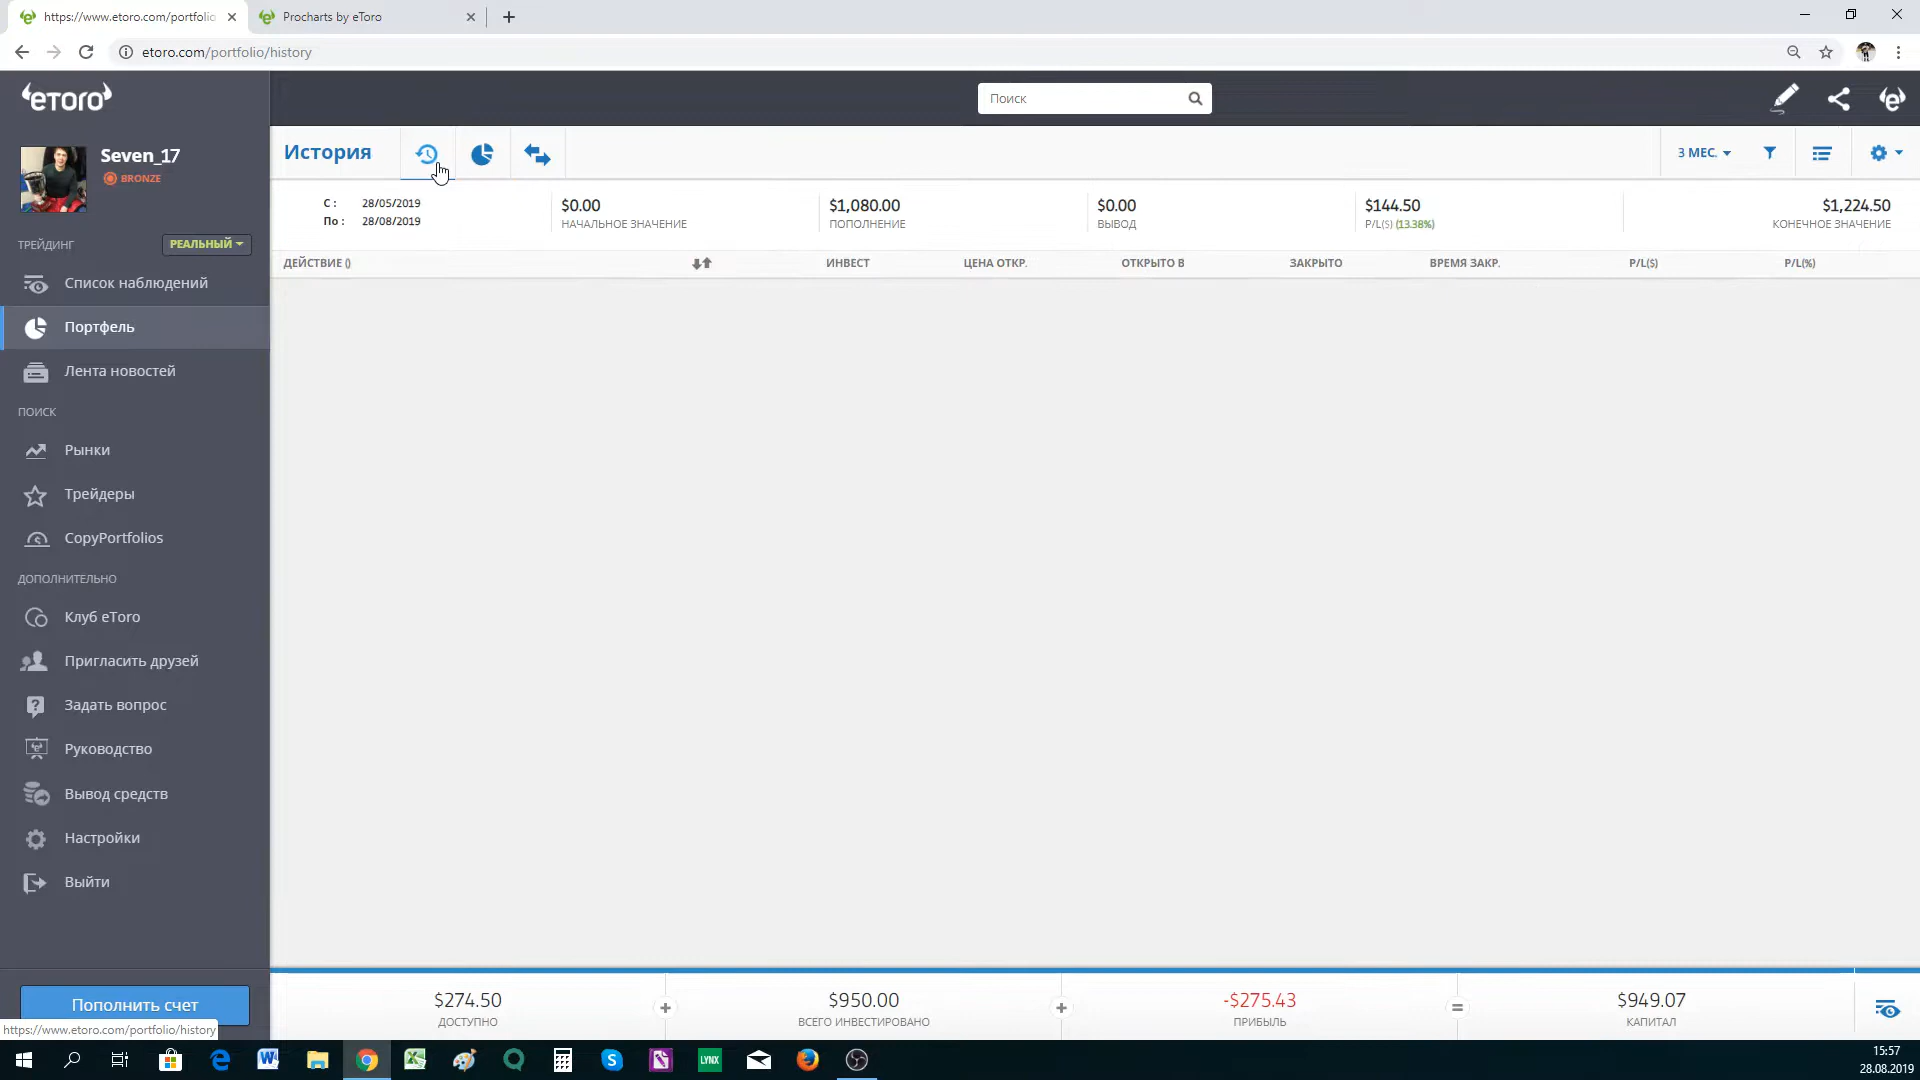 https://www.etoro.com/portfolio
Procharts by eToro
etoro.com/portfolio/history
eToro
Поиск
Seven_17
BRONZE
ТРЕЙДИНГ
РЕАЛЬНЫЙ
Список наблюдений
Портфель
Лента новостей
ПОИСК
Рынки
Трейдеры
CopyPortfolios
ДОПОЛНИТЕЛЬНО
Клуб eToro
Пригласить друзей
Задать вопрос
Руководство
Вывод средств
Настройки
Выйти
Пополнить счет
https://www.etoro.com/portfolio/history
История
3 МЕС.
С : 28/05/2019
По : 28/08/2019
$0.00
НАЧАЛЬНОЕ ЗНАЧЕНИЕ
$1,080.00
ПОПОЛНЕНИЕ
$0.00
ВЫВОД
$144.50
P/L($) (13.38%)
$1,224.50
КОНЕЧНОЕ ЗНАЧЕНИЕ
ДЕЙСТВИЕ () ИНВЕСТ ЦЕНА ОТКР. ОТКРЫТО В ЗАКРЫТО ВРЕМЯ ЗАКР. P/L($) P/L(%)
$274.50 + $950.00 + -$275.43 = $949.07
ДОСТУПНО ВСЕГО ИНВЕСТИРОВАНО ПРИБЫЛЬ КАПИТАЛ
LYNX
15:57
28.08.2019